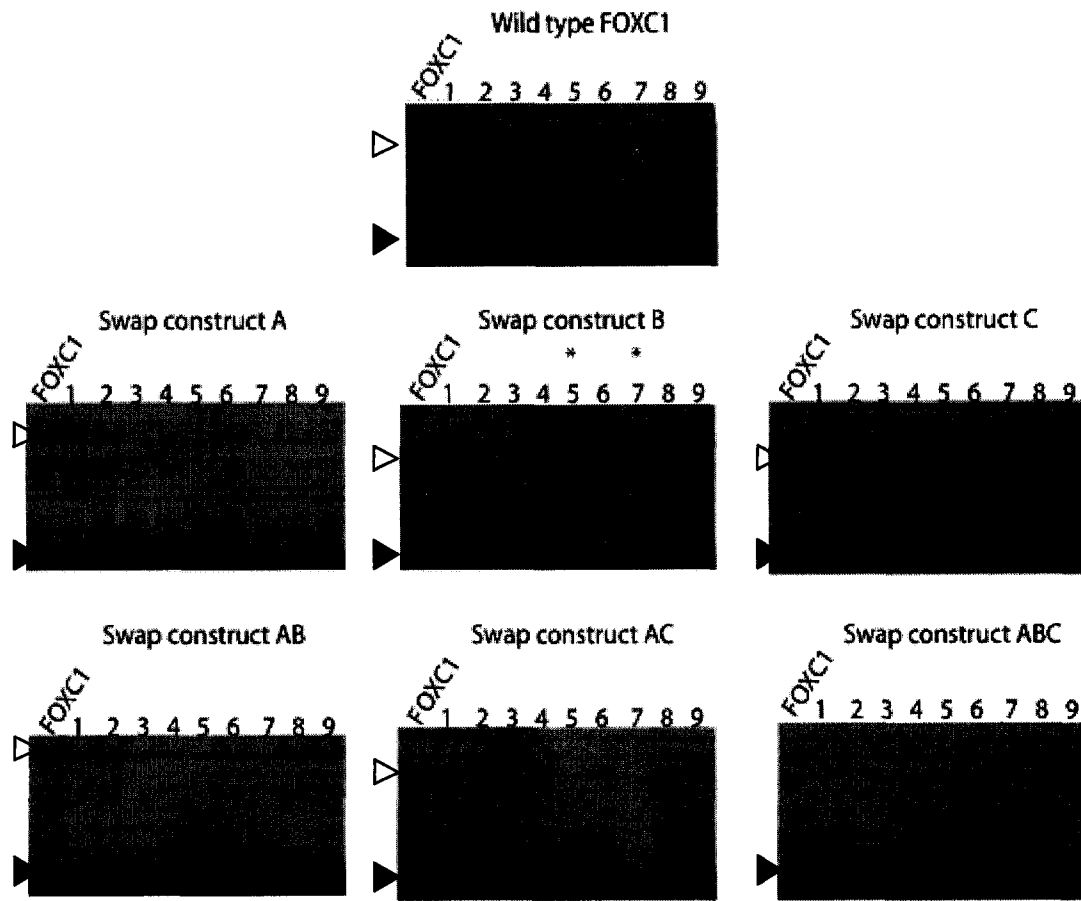 Wild type FOXC1
FOXC1 1 2 3 4 5 6 7 8 9
Swap construct A
FOXC1 1 2 3 4 5 6 7 8 9
Swap construct B
* *
FOXC1 1 2 3 4 5 6 7 8 9
Swap construct C
FOXC1 1 2 3 4 5 6 7 8 9
Swap construct AB
FOXC1 1 2 3 4 5 6 7 8 9
Swap construct AC
FOXC1 1 2 3 4 5 6 7 8 9
Swap construct ABC
FOXC1 1 2 3 4 5 6 7 8 9